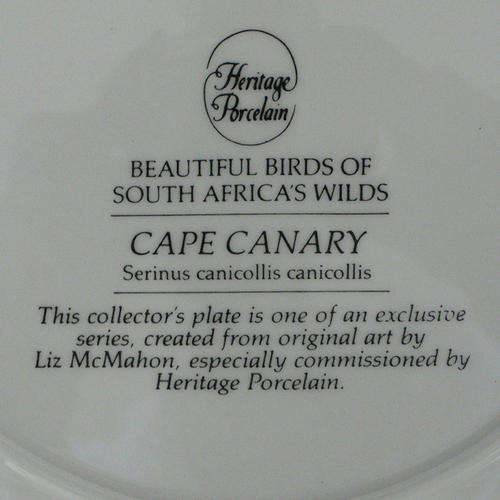 Heritage
Porcelain
BEAUTIFUL BIRDS OF
SOUTH AFRICA'S WILDS
CAPE CANARY
Serinus canicollis canicollis
This collector's plate is one of an exclusive
series, created from original art by
Liz McMahon, especially commissioned by
Heritage Porcelain.